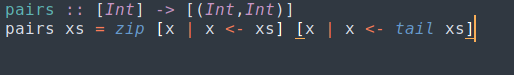 pairs :: [Int] -> [(Int,Int)]
pairs xs = zip [x | x <- xs] [x | x <- tail xs]